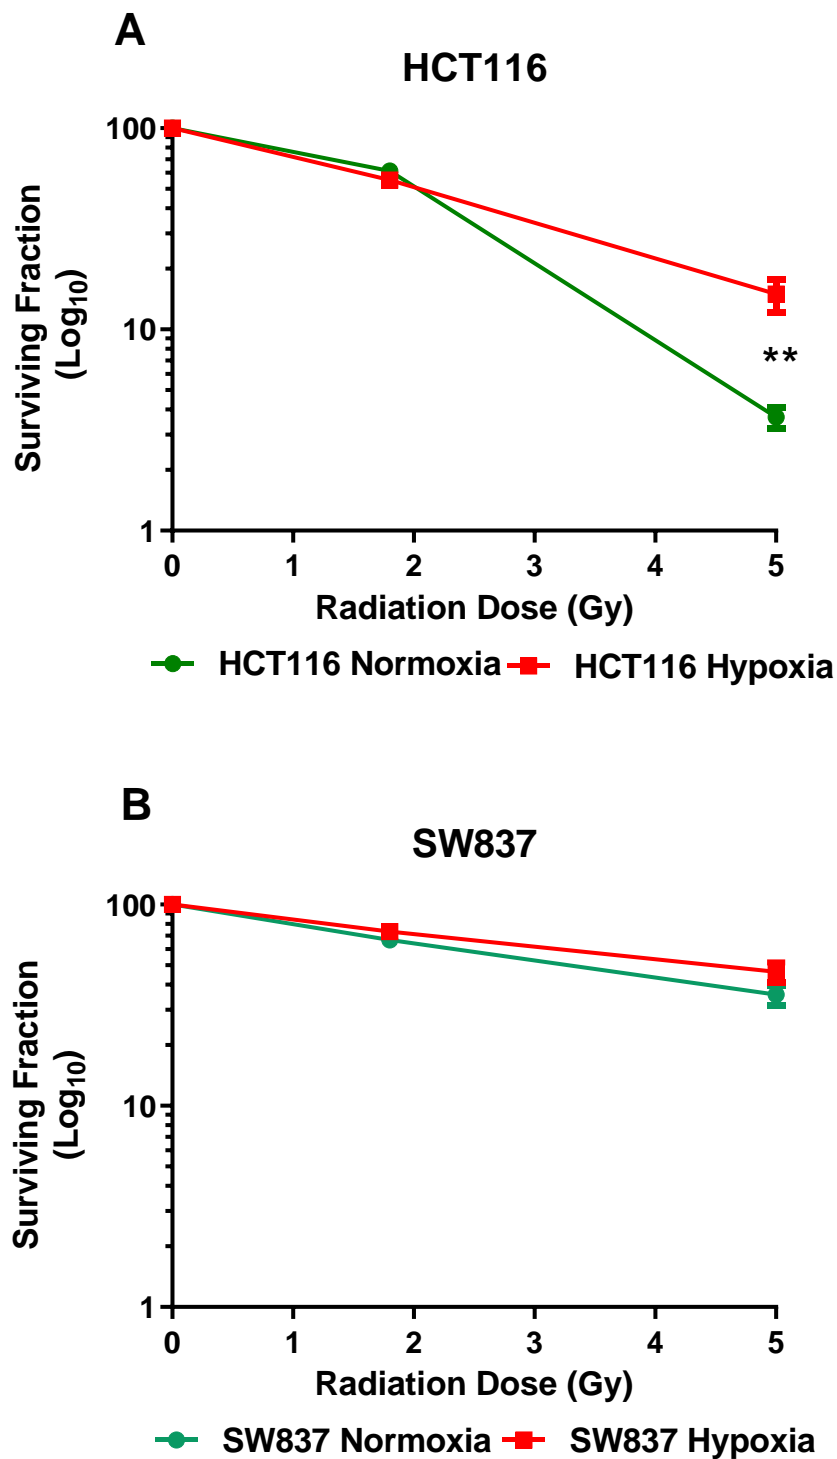 A
HCT116
100
10
1
Surviving Fraction
(Log₁₀)
**
0 1 2 3 4 5
Radiation Dose (Gy)
HCT116 Normoxia HCT116 Hypoxia
B
SW837
100
10
1
Surviving Fraction
(Log₁₀)
0 1 2 3 4 5
Radiation Dose (Gy)
SW837 Normoxia SW837 Hypoxia